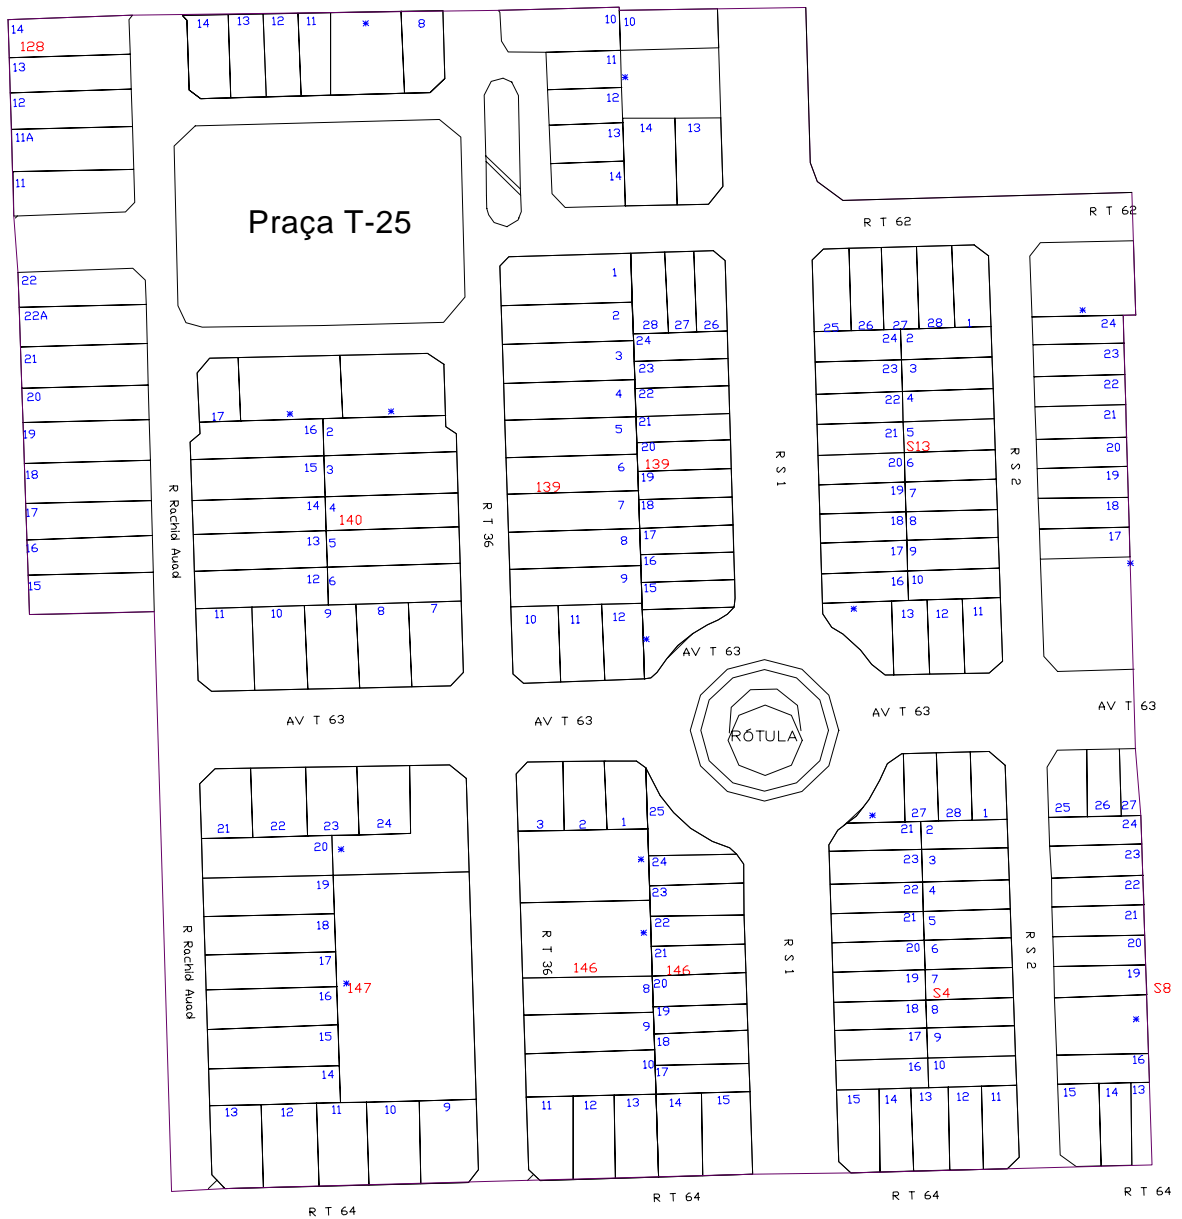 14 13 12 11 * 8
10 10
14
128
13
12
11A
11
11
*
12
13
14
14 13
Praça T-25
R T 62
R T 62
22
22A
21
20
19
18
17
16
15
1
2
3
4
5
6
139
7
8
9
10 11 12
28 27 26
24
23
22
21
20
139
19
18
17
16
15
*
25 26 27 28 1
24 2
23 3
22 4
21 5
S13
20 6
19 7
18 8
17 9
16 10
* 13 12 11
*
24
23
22
21
20
19
18
17
*
17 * *
16 2
15 3
14 4
140
13 5
12 6
11 10 9 8 7
R Rachid Auad
R T 36
R S 1
R S 2
AV T 63
AV T 63
AV T 63
AV T 63
AV T 63
RÓTULA
21 22 23 24
20 *
19
18
17
* 147
16
15
14
13 12 11 10 9
3 2 1 25
*
24
23
* 22
21
146 146
8 20
9 19
18
10 17
11 12 13 14 15
* 27 28 1
21 2
23 3
22 4
21 5
20 6
19 7
S4
18 8
17 9
16 10
15 14 13 12 11
25 26 27
24
23
22
21
20
19
S8
*
16
15 14 13
R Rachid Auad
R T 36
R S 1
R S 2
R T 64
R T 64
R T 64
R T 64